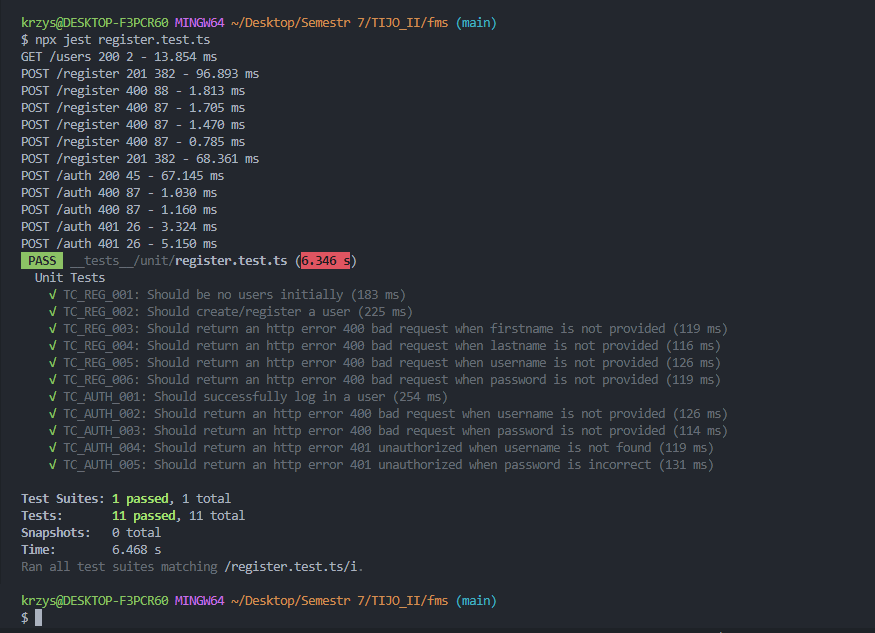 krzys@DESKTOP-F3PCR60 MINGW64 ~/Desktop/Semestr 7/TIJO_II/fms (main)
$ npx jest register.test.ts
GET /users 200 2 - 13.854 ms
POST /register 201 382 - 96.893 ms
POST /register 400 88 - 1.813 ms
POST /register 400 87 - 1.705 ms
POST /register 400 87 - 1.470 ms
POST /register 400 87 - 0.785 ms
POST /register 201 382 - 68.361 ms
POST /auth 200 45 - 67.145 ms
POST /auth 400 87 - 1.030 ms
POST /auth 400 87 - 1.160 ms
POST /auth 401 26 - 3.324 ms
POST /auth 401 26 - 5.150 ms
PASS __tests__/unit/register.test.ts (6.346 s)
Unit Tests
√ TC_REG_001: Should be no users initially (183 ms)
√ TC_REG_002: Should create/register a user (225 ms)
√ TC_REG_003: Should return an http error 400 bad request when firstname is not provided (119 ms)
√ TC_REG_004: Should return an http error 400 bad request when lastname is not provided (116 ms)
√ TC_REG_005: Should return an http error 400 bad request when username is not provided (126 ms)
√ TC_REG_006: Should return an http error 400 bad request when password is not provided (119 ms)
√ TC_AUTH_001: Should successfully log in a user (254 ms)
√ TC_AUTH_002: Should return an http error 400 bad request when username is not provided (126 ms)
√ TC_AUTH_003: Should return an http error 400 bad request when password is not provided (114 ms)
√ TC_AUTH_004: Should return an http error 401 unauthorized when username is not found (119 ms)
√ TC_AUTH_005: Should return an http error 401 unauthorized when password is incorrect (131 ms)
Test Suites: 1 passed, 1 total
Tests: 11 passed, 11 total
Snapshots: 0 total
Time: 6.468 s
Ran all test suites matching /register.test.ts/i.
krzys@DESKTOP-F3PCR60 MINGW64 ~/Desktop/Semestr 7/TIJO_II/fms (main)
$